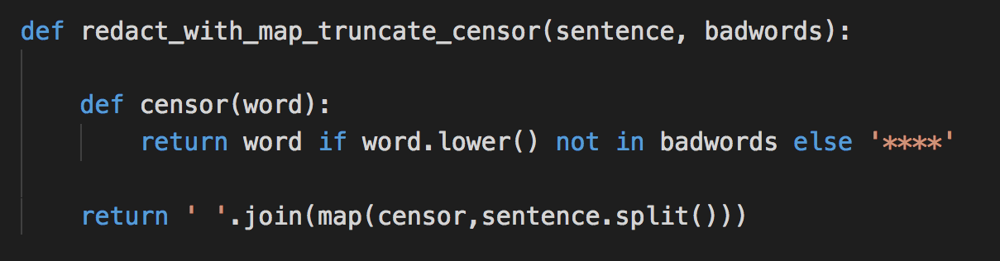 def redact_with_map_truncate_censor(sentence, badwords):
    def censor(word):
        return word if word.lower() not in badwords else '****'
    return ' '.join(map(censor,sentence.split()))